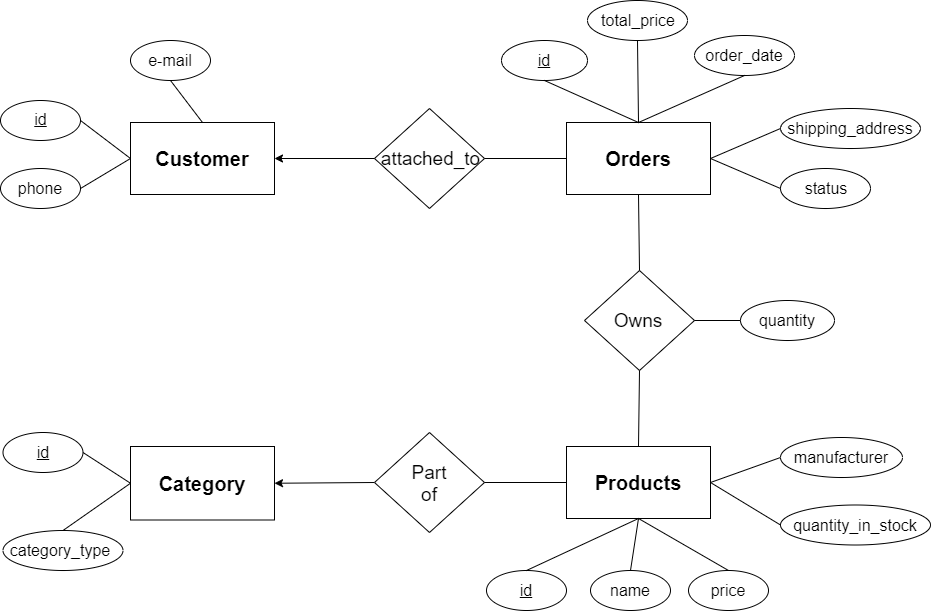 total_price
e-mail
id
order_date
id
shipping_address
Customer
attached_to
Orders
phone
status
Owns
quantity
id
manufacturer
Part
of
Category
Products
quantity_in_stock
category_type
id
name
price